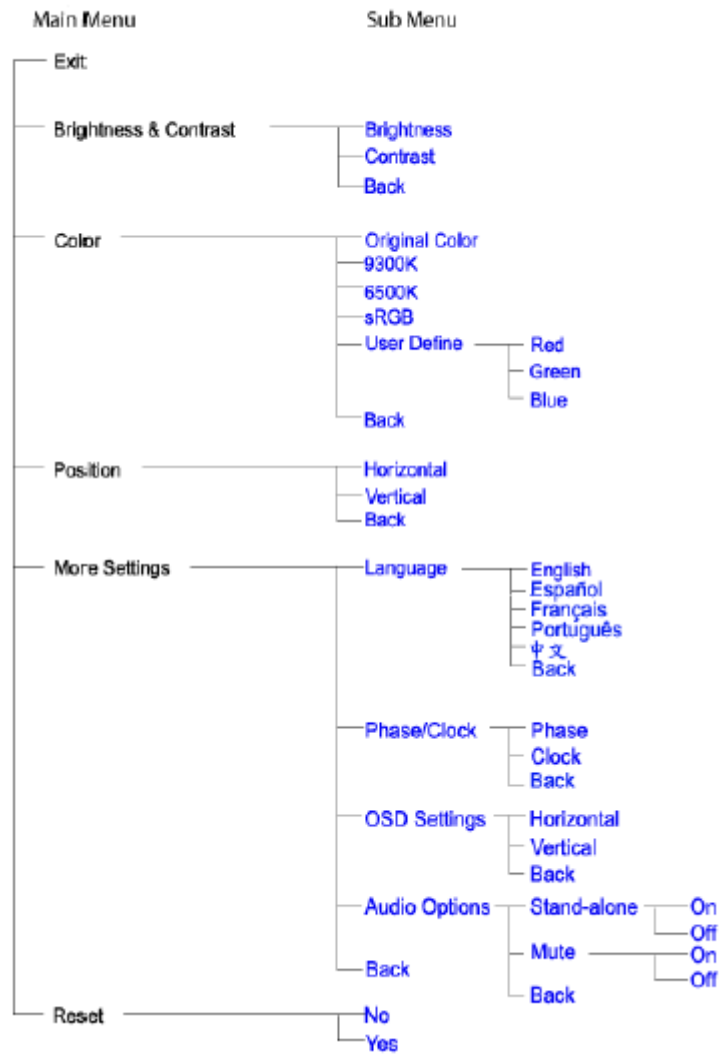 Main Menu Sub Menu
Exit
Brightness & Contrast Brightness
Contrast
Back
Color Original Color
9300K
6500K
sRGB
User Define Red
Green
Blue
Back
Position Horizontal
Vertical
Back
More Settings Language English
Español
Français
Português
中文
Back
Phase/Clock Phase
Clock
Back
OSD Settings Horizontal
Vertical
Back
Audio Options Stand-alone On
Off
Mute On
Off
Back
Back
Reset No
Yes